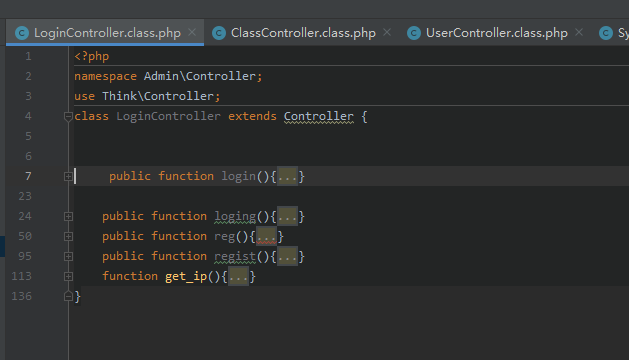 LoginController.class.php × ClassController.class.php × UserController.class.php × Sy
1 <?php
2 namespace Admin\Controller;
3 use Think\Controller;
4 class LoginController extends Controller {
5
6
7 public function login(){...}
23
24 public function loging(){...}
50 public function reg(){...}
95 public function regist(){...}
113 function get_ip(){...}
136 }